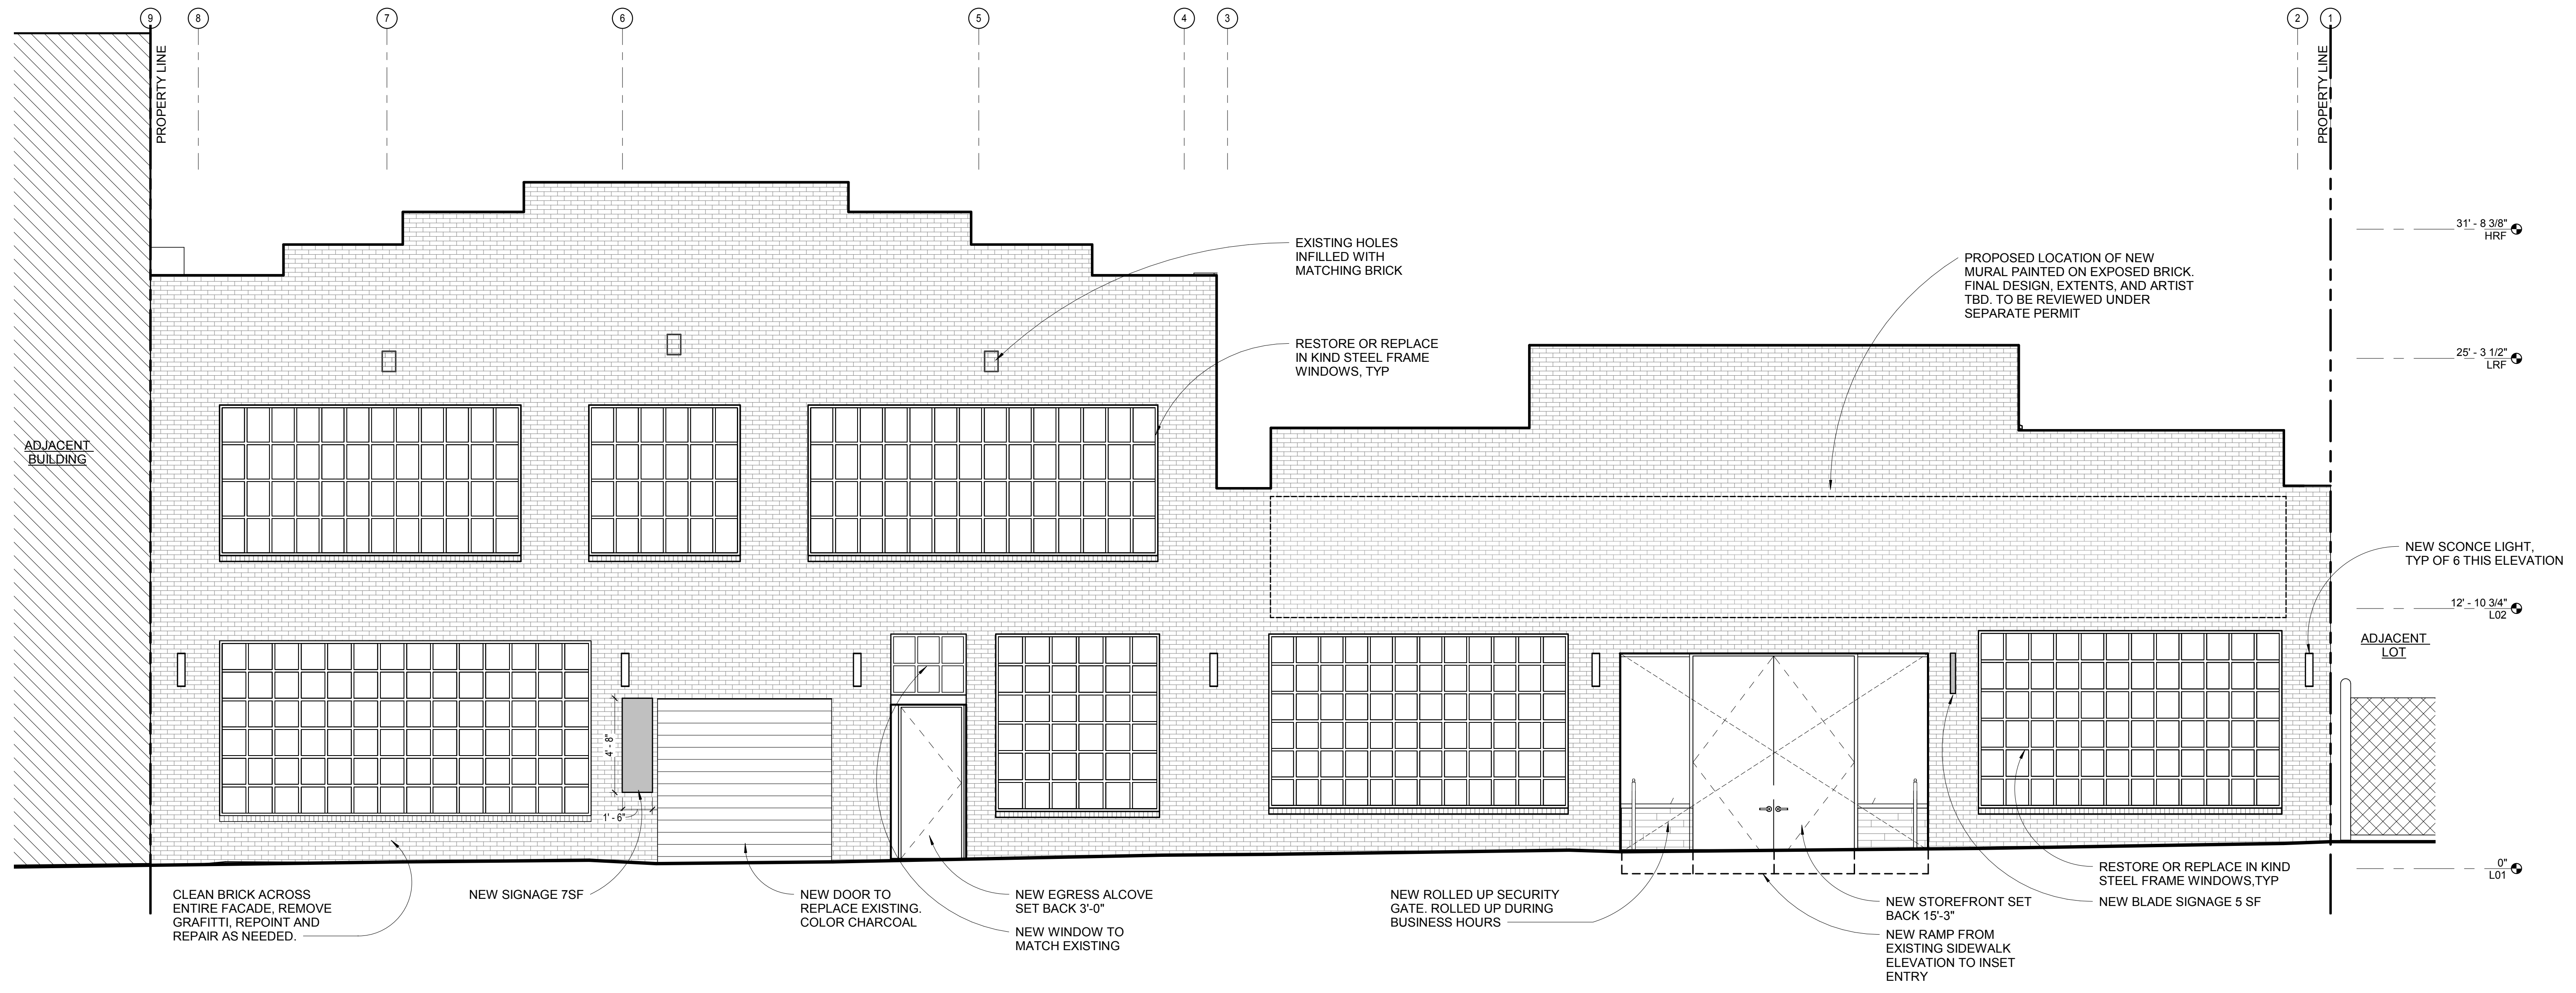 9
8
7
6
5
4
3
2
1
PROPERTY LINE
PROPERTY LINE
31' - 8 3/8"
HRF
EXISTING HOLES
INFILLED WITH
MATCHING BRICK
PROPOSED LOCATION OF NEW
MURAL PAINTED ON EXPOSED BRICK.
FINAL DESIGN, EXTENTS, AND ARTIST
TBD. TO BE REVIEWED UNDER
SEPARATE PERMIT
RESTORE OR REPLACE
IN KIND STEEL FRAME
WINDOWS, TYP
25' - 3 1/2"
LRF
ADJACENT
BUILDING
NEW SCONCE LIGHT,
TYP OF 6 THIS ELEVATION
12' - 10 3/4"
L02
ADJACENT
LOT
4' - 8"
1' - 6"
0"
L01
CLEAN BRICK ACROSS
ENTIRE FACADE, REMOVE
GRAFITTI, REPOINT AND
REPAIR AS NEEDED.
NEW SIGNAGE 7SF
NEW DOOR TO
REPLACE EXISTING.
COLOR CHARCOAL
NEW EGRESS ALCOVE
SET BACK 3'-0"
NEW WINDOW TO
MATCH EXISTING
NEW ROLLED UP SECURITY
GATE. ROLLED UP DURING
BUSINESS HOURS
NEW STOREFRONT SET
BACK 15'-3"
NEW RAMP FROM
EXISTING SIDEWALK
ELEVATION TO INSET
ENTRY
RESTORE OR REPLACE IN KIND
STEEL FRAME WINDOWS,TYP
NEW BLADE SIGNAGE 5 SF